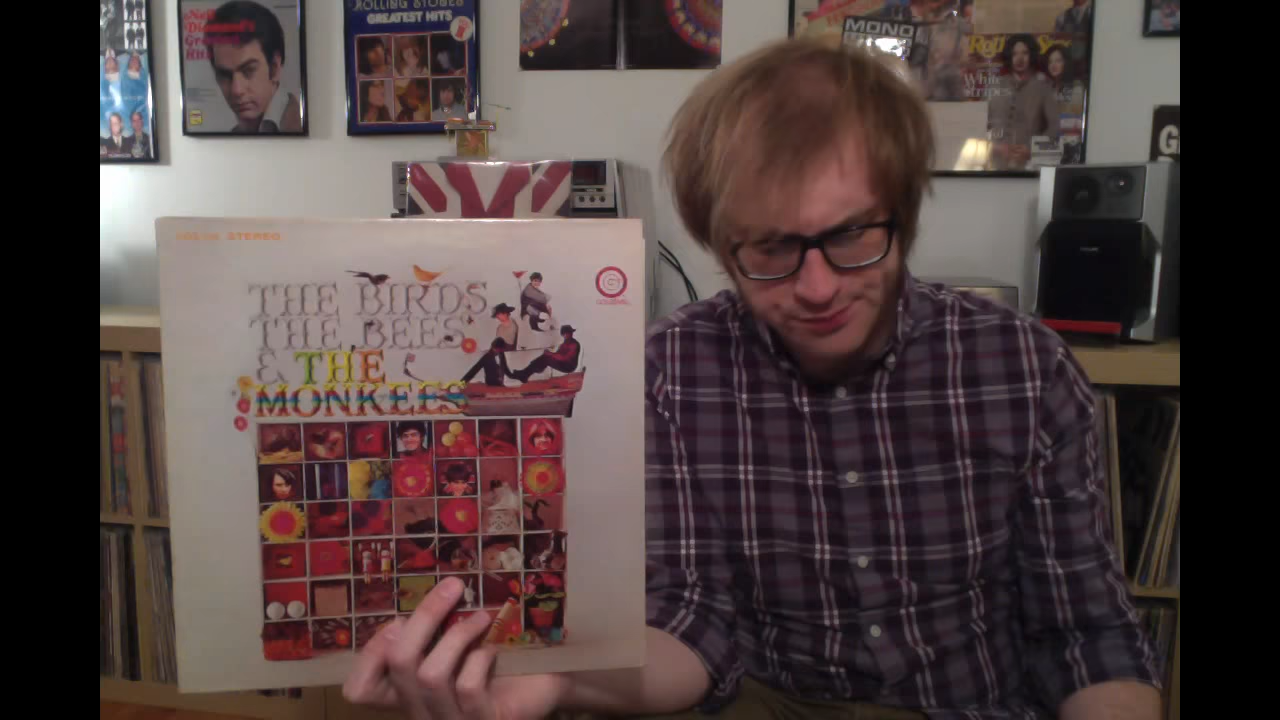 Neil
Diamond's
Greatest
Hits
ROLLING STONES
GREATEST HITS
MONO
Rolling Stone
White
Stripes
STEREO
THE BIRDS,
THE BEES
& THE
MONKEES